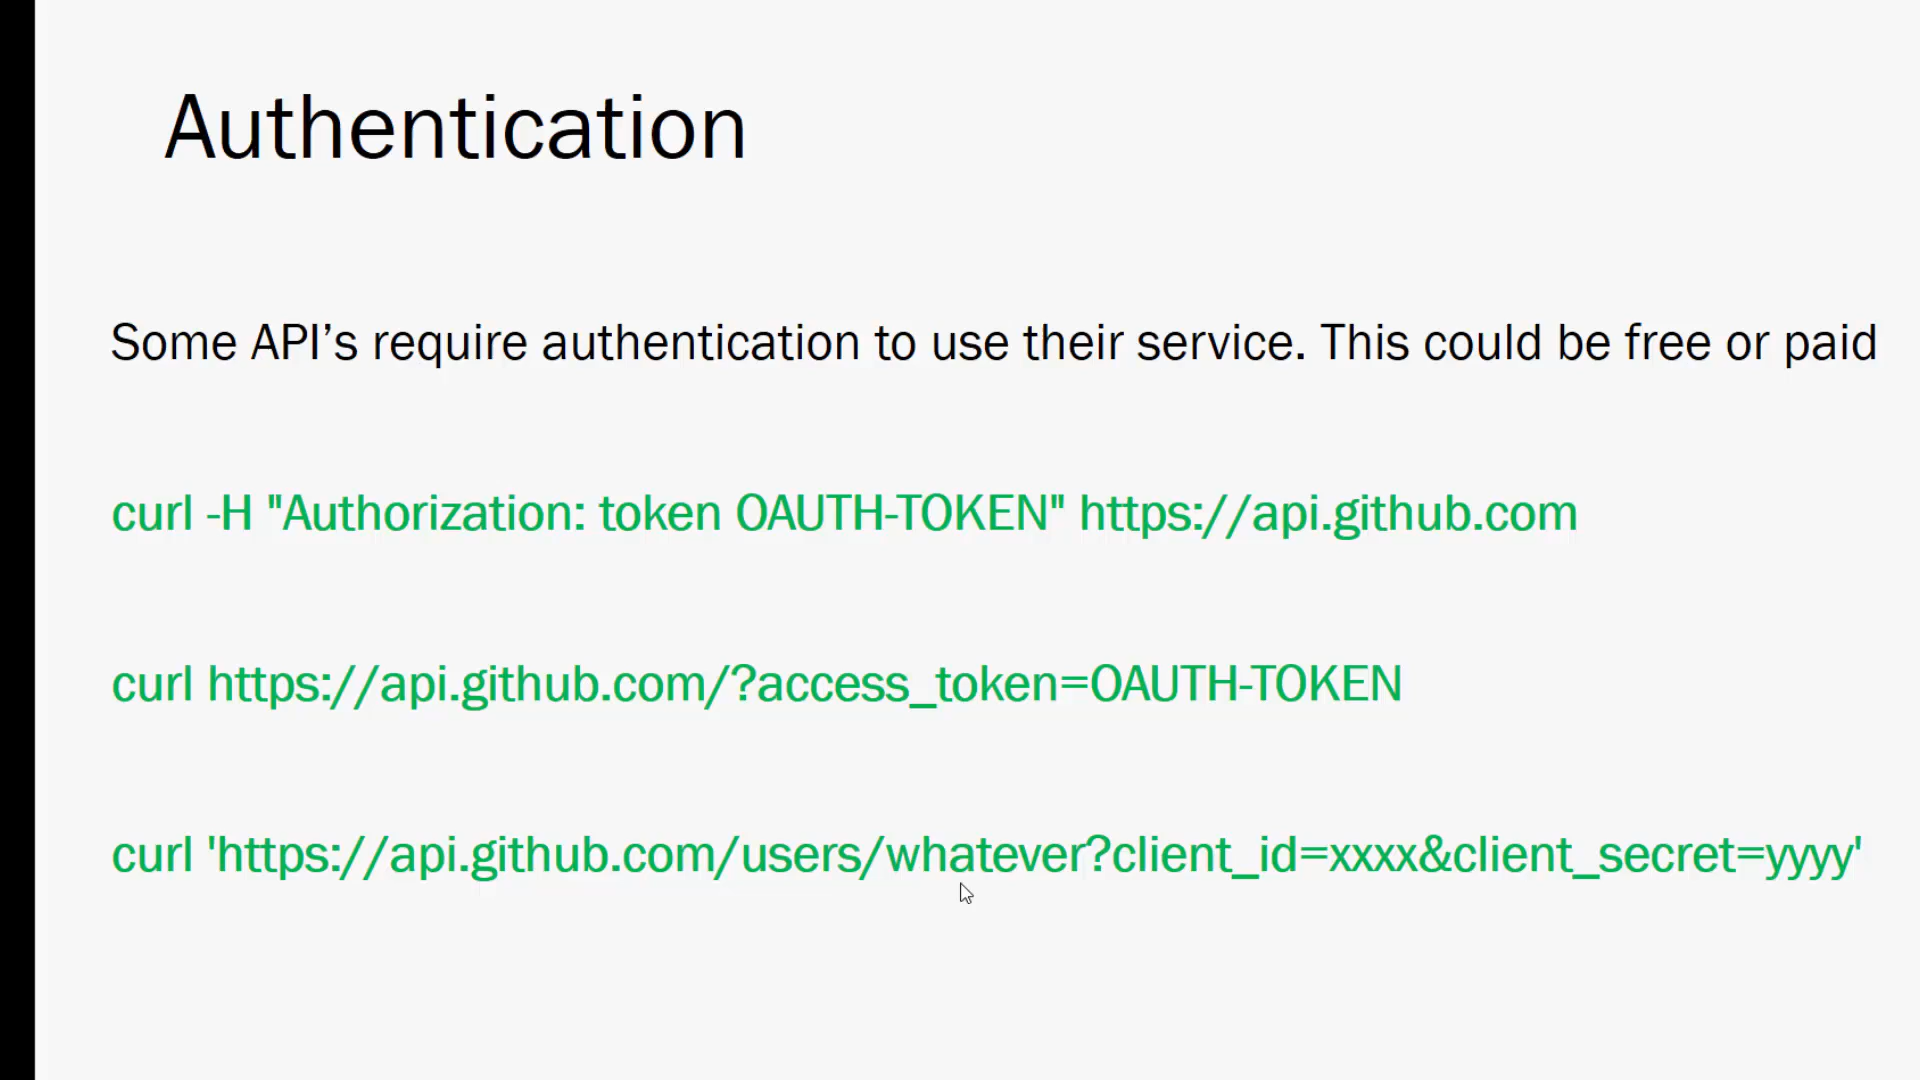 Authentication
Some API’s require authentication to use their service. This could be free or paid
curl -H "Authorization: token OAUTH-TOKEN" https://api.github.com
curl https://api.github.com/?access_token=OAUTH-TOKEN
curl 'https://api.github.com/users/whatever?client_id=xxxx&client_secret=yyyy'